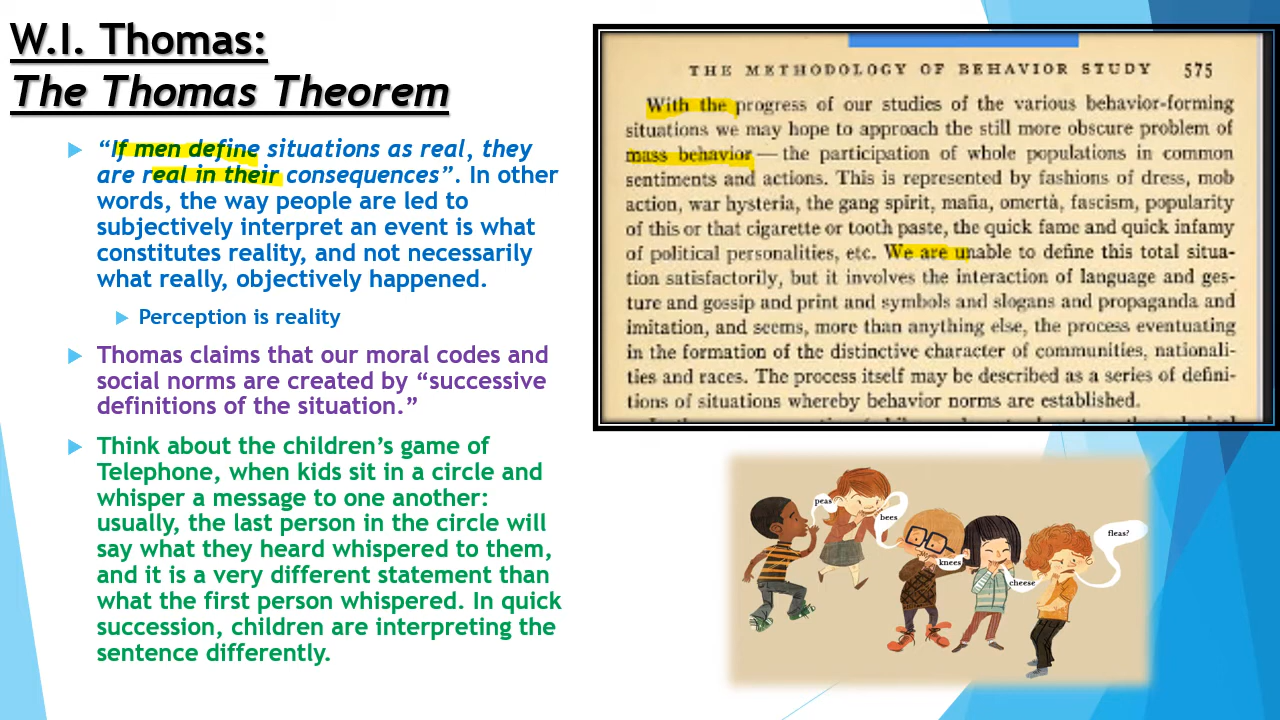 W.I. Thomas:
The Thomas Theorem
“If men define situations as real, they
are real in their consequences”. In other
words, the way people are led to
subjectively interpret an event is what
constitutes reality, and not necessarily
what really, objectively happened.
Perception is reality
Thomas claims that our moral codes and
social norms are created by “successive
definitions of the situation.”
Think about the children’s game of
Telephone, when kids sit in a circle and
whisper a message to one another:
usually, the last person in the circle will
say what they heard whispered to them,
and it is a very different statement than
what the first person whispered. In quick
succession, children are interpreting the
sentence differently.
THE METHODOLOGY OF BEHAVIOR STUDY 575
With the progress of our studies of the various behavior-forming
situations we may hope to approach the still more obscure problem of
mass behavior — the participation of whole populations in common
sentiments and actions. This is represented by fashions of dress, mob
action, war hysteria, the gang spirit, mafia, omertà, fascism, popularity
of this or that cigarette or tooth paste, the quick fame and quick infamy
of political personalities, etc. We are unable to define this total situa-
tion satisfactorily, but it involves the interaction of language and ges-
ture and gossip and print and symbols and slogans and propaganda and
imitation, and seems, more than anything else, the process eventuating
in the formation of the distinctive character of communities, nationali-
ties and races. The process itself may be described as a series of defini-
tions of situations whereby behavior norms are established.
peas
bees
knees
cheese
fleas?